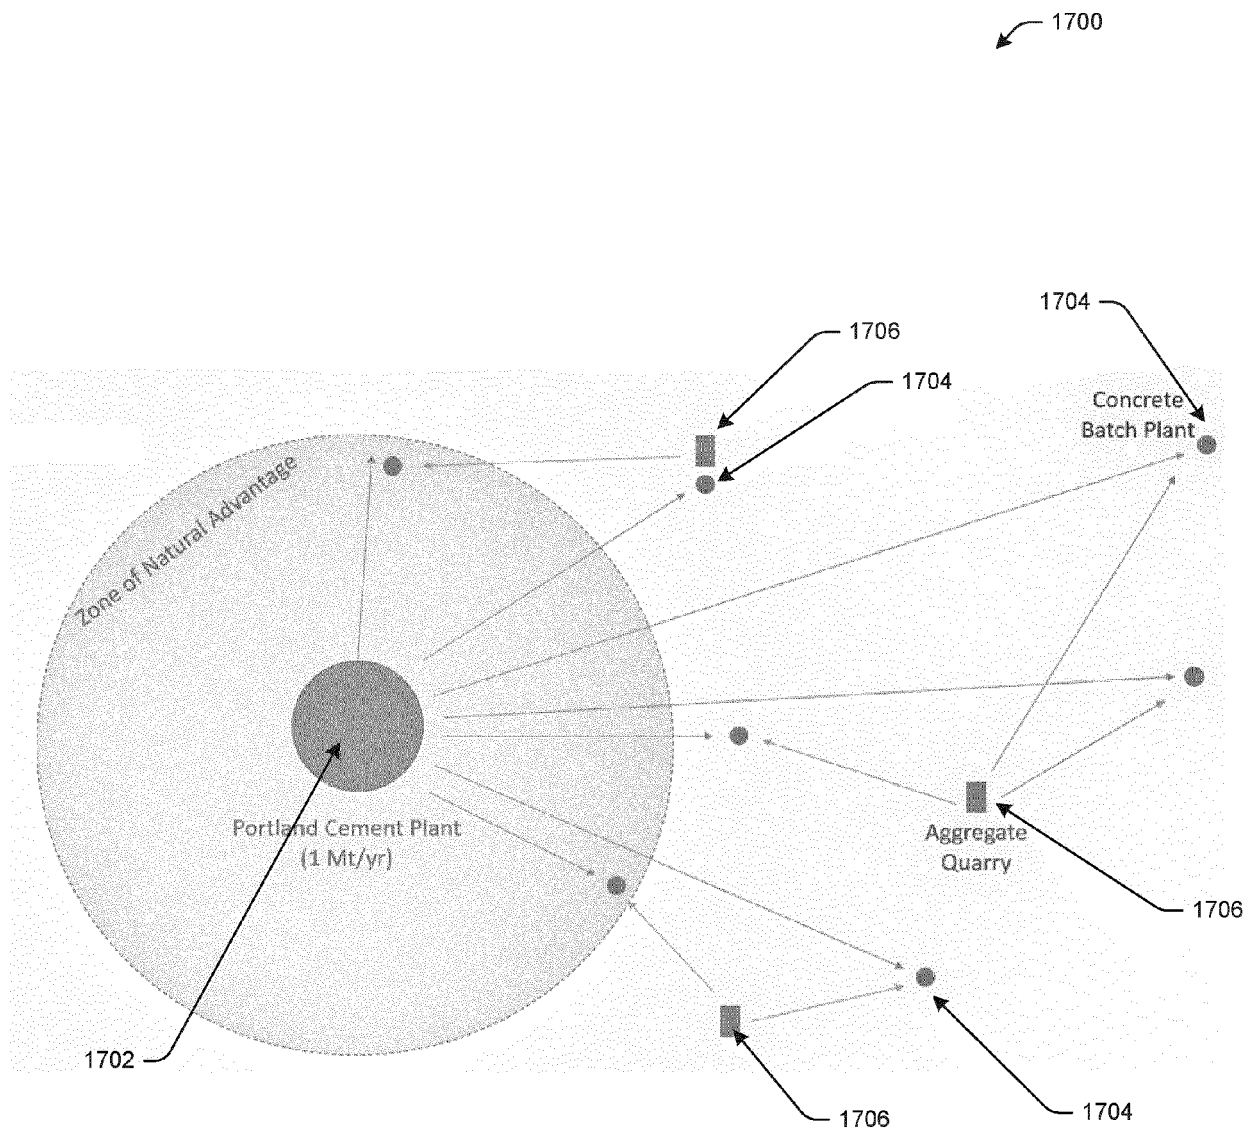 1700
1704
1706
1704
Concrete
Batch Plant
Zone of Natural Advantage
Portland Cement Plant
(1 Mt/yr)
Aggregate
Quarry
1706
1702
1706
1704